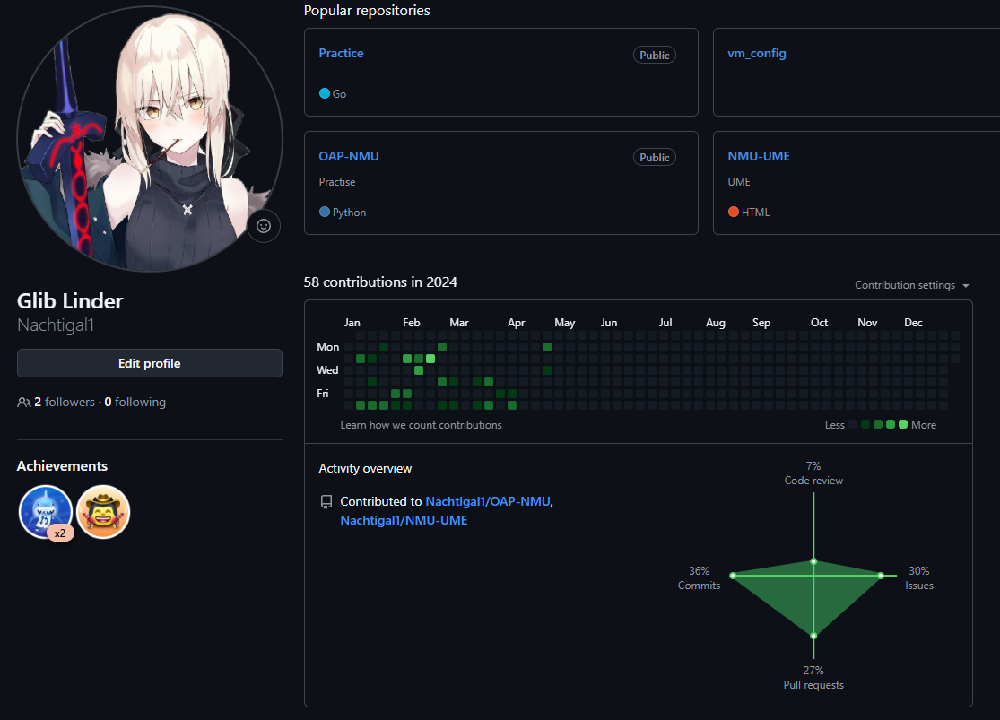 Popular repositories
Practice
Public
Go
vm_config
OAP-NMU
Public
Practise
Python
NMU-UME
UME
HTML
Glib Linder
Nachtigal1
Edit profile
2 followers · 0 following
Achievements
x2
58 contributions in 2024
Contribution settings
Jan Feb Mar Apr May Jun Jul Aug Sep Oct Nov Dec
Mon
Wed
Fri
Learn how we count contributions
Less More
Activity overview
Contributed to Nachtigal1/OAP-NMU,
Nachtigal1/NMU-UME
7%
Code review
36%
Commits
30%
Issues
27%
Pull requests